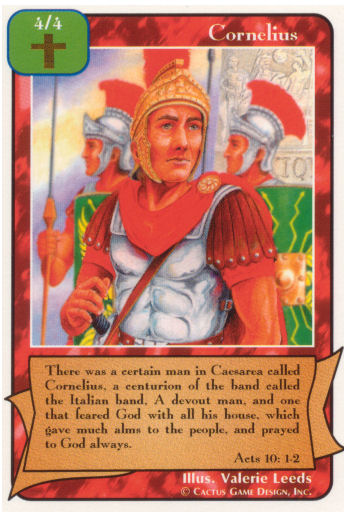 4/4
Cornelius
IQI
There was a certain man in Caesarea called
Cornelius, a centurion of the band called
the Italian band, A devout man, and one
that feared God with all his house, which
gave much alms to the people, and prayed
to God always.
Acts 10: 1-2
Illus. Valerie Leeds
© Cactus Game Design, Inc.